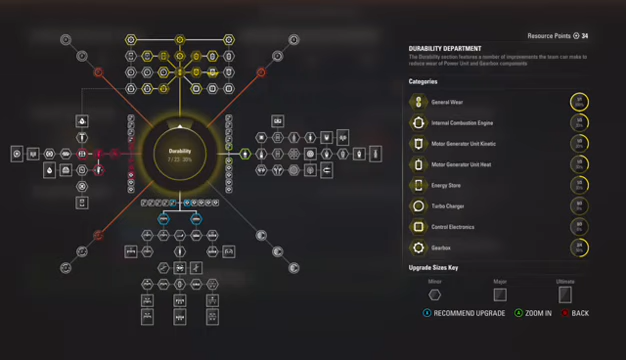 Resource Points 34
DURABILITY DEPARTMENT
The Durability section features a number of improvements the team can make to
reduce wear of Power Unit and Gearbox components
Categories
General Wear
Internal Combustion Engine
Motor Generator Unit Kinetic
Motor Generator Unit Heat
Energy Store
Turbo Charger
Control Electronics
Gearbox
Durability
Upgrade Sizes Key
Minor
Major
Ultimate
RECOMMEND UPGRADE
ZOOM IN
BACK